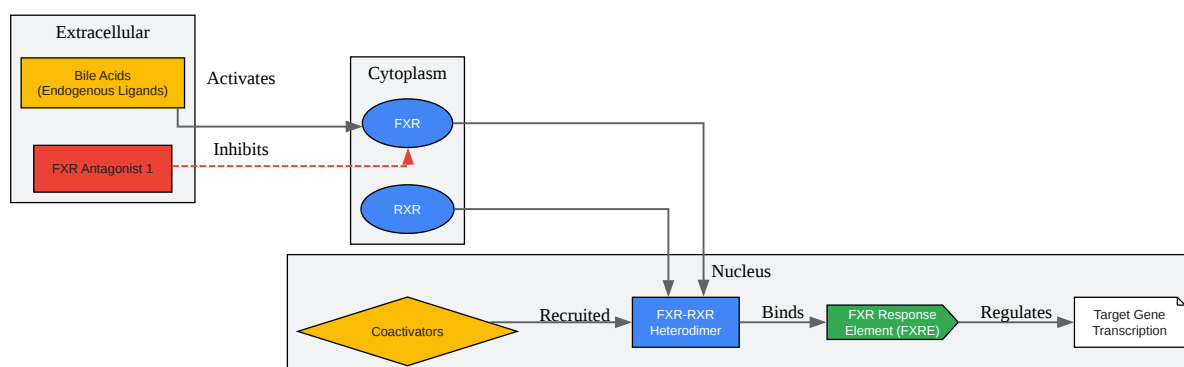 Extracellular
Bile Acids
(Endogenous Ligands)
Activates
FXR Antagonist 1
Inhibits
Cytoplasm
FXR
RXR
Nucleus
Coactivators
Recruited
FXR-RXR
Heterodimer
Binds
FXR Response
Element (FXRE)
Regulates
Target Gene
Transcription